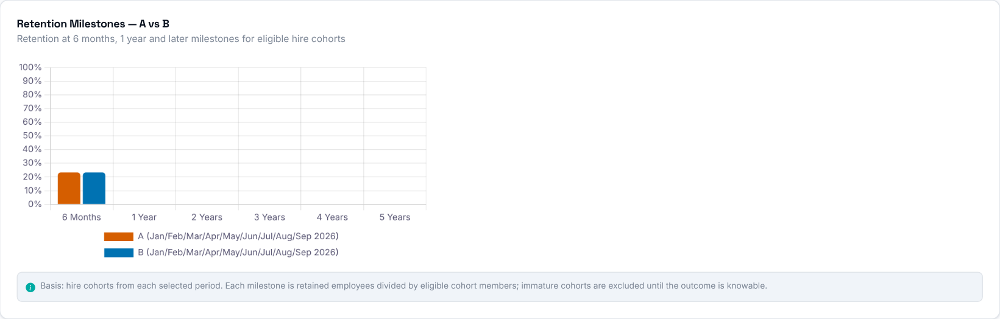 Retention Milestones — A vs B
Retention at 6 months, 1 year and later milestones for eligible hire cohorts
100%
90%
80%
70%
60%
50%
40%
30%
20%
10%
0%
6 Months 1 Year 2 Years 3 Years 4 Years 5 Years
A (Jan/Feb/Mar/Apr/May/Jun/Jul/Aug/Sep 2026)
B (Jan/Feb/Mar/Apr/May/Jun/Jul/Aug/Sep 2026)
i Basis: hire cohorts from each selected period. Each milestone is retained employees divided by eligible cohort members; immature cohorts are excluded until the outcome is knowable.